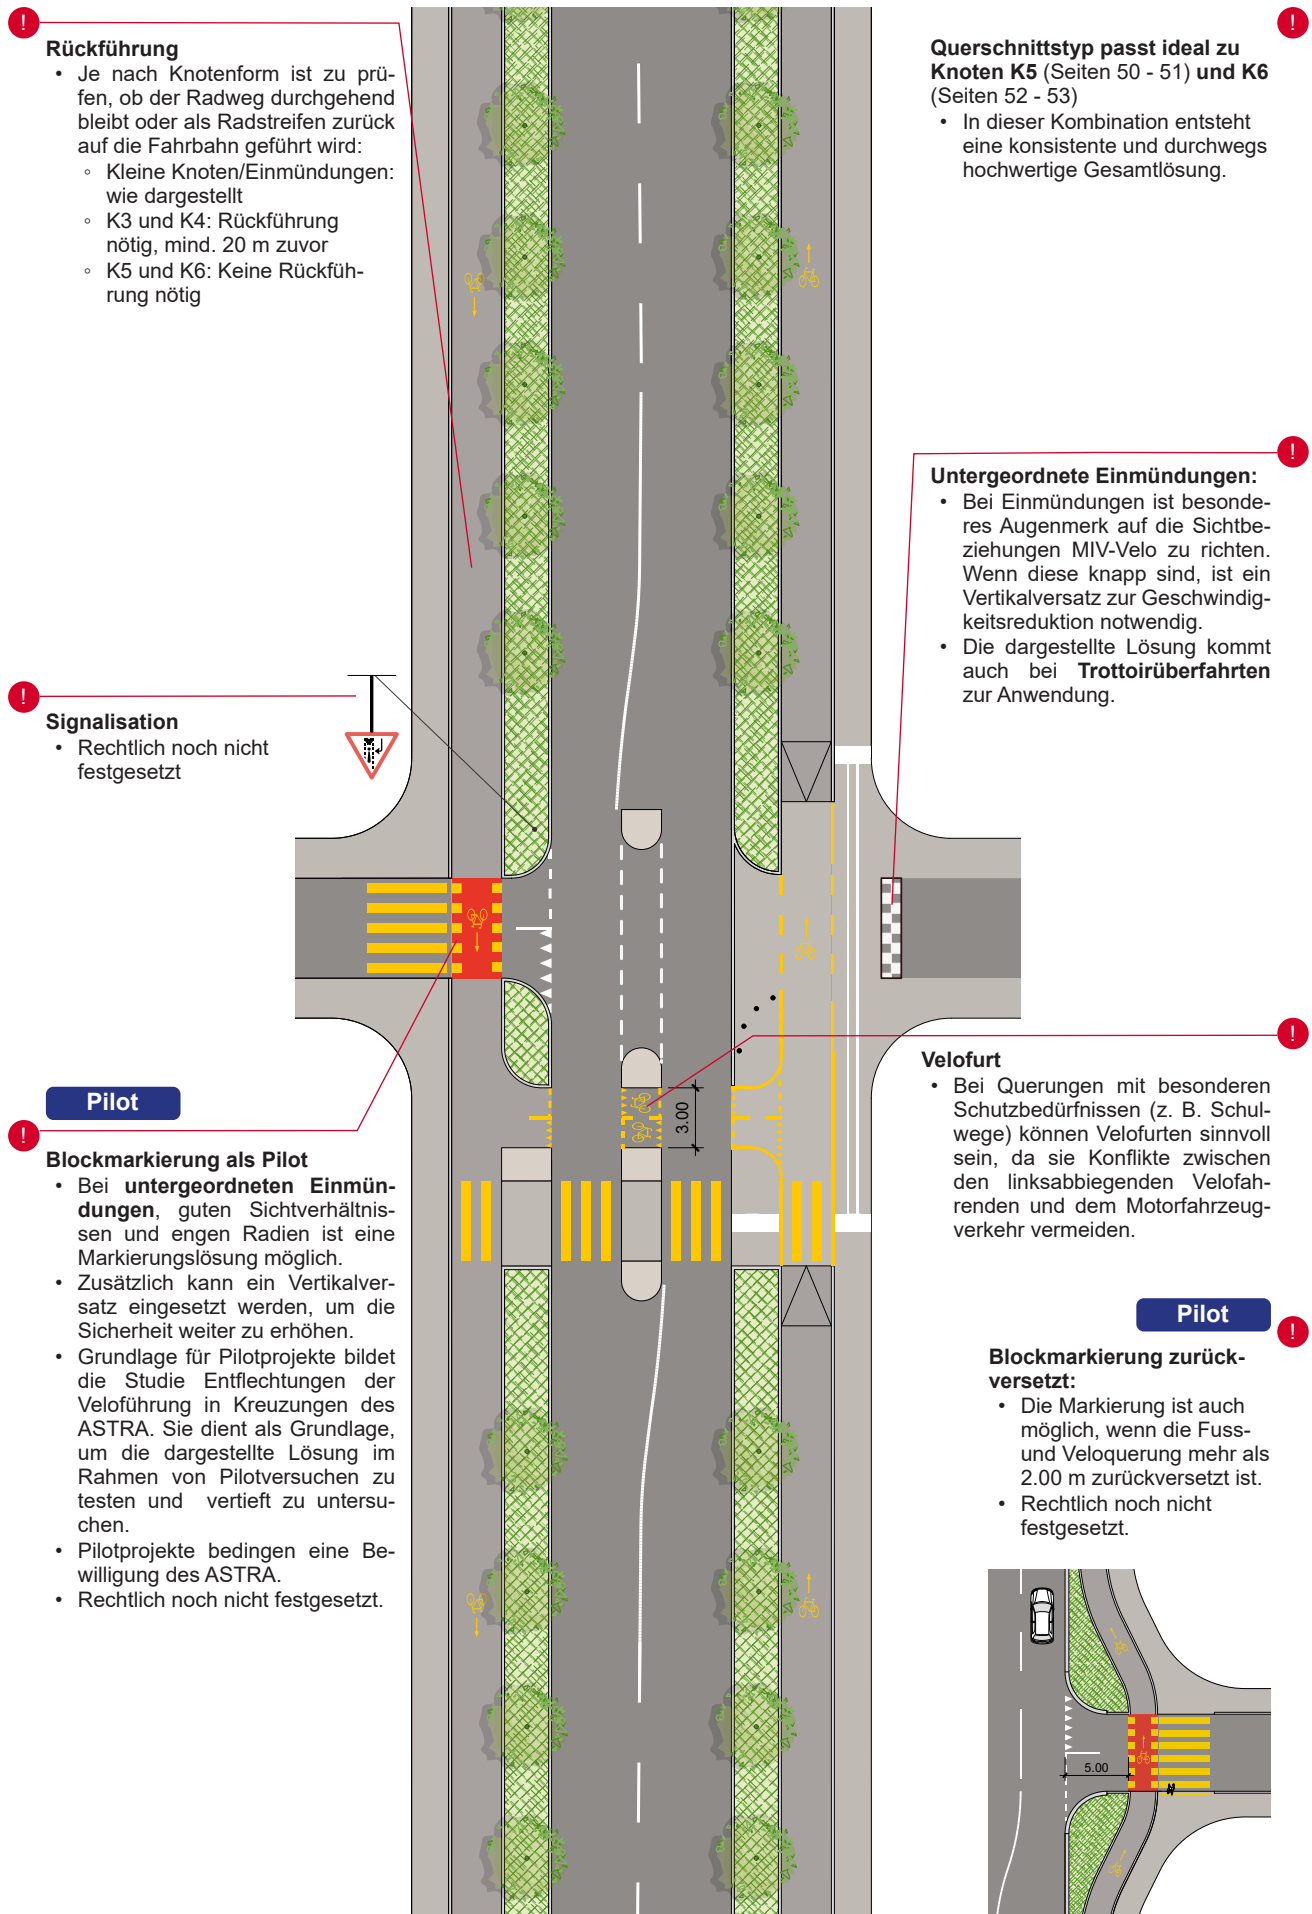 !
Rückführung
• Je nach Knotenform ist zu prü-
fen, ob der Radweg durchgehend
bleibt oder als Radstreifen zurück
auf die Fahrbahn geführt wird:
◦ Kleine Knoten/Einmündungen:
wie dargestellt
◦ K3 und K4: Rückführung
nötig, mind. 20 m zuvor
◦ K5 und K6: Keine Rückfüh-
rung nötig
!
Signalisation
• Rechtlich noch nicht
festgesetzt
Pilot
!
Blockmarkierung als Pilot
• Bei untergeordneten Einmün-
dungen, guten Sichtverhältnis-
sen und engen Radien ist eine
Markierungslösung möglich.
• Zusätzlich kann ein Vertikalver-
satz eingesetzt werden, um die
Sicherheit weiter zu erhöhen.
• Grundlage für Pilotprojekte bildet
die Studie Entflechtungen der
Veloführung in Kreuzungen des
ASTRA. Sie dient als Grundlage,
um die dargestellte Lösung im
Rahmen von Pilotversuchen zu
testen und vertieft zu untersu-
chen.
• Pilotprojekte bedingen eine Be-
willigung des ASTRA.
• Rechtlich noch nicht festgesetzt.
3.00
!
Querschnittstyp passt ideal zu
Knoten K5 (Seiten 50 - 51) und K6
(Seiten 52 - 53)
• In dieser Kombination entsteht
eine konsistente und durchwegs
hochwertige Gesamtlösung.
!
Untergeordnete Einmündungen:
• Bei Einmündungen ist besonde-
res Augenmerk auf die Sichtbe-
ziehungen MIV-Velo zu richten.
Wenn diese knapp sind, ist ein
Vertikalversatz zur Geschwindig-
keitsreduktion notwendig.
• Die dargestellte Lösung kommt
auch bei Trottoirüberfahrten
zur Anwendung.
!
Velofurt
• Bei Querungen mit besonderen
Schutzbedürfnissen (z. B. Schul-
wege) können Velofurten sinnvoll
sein, da sie Konflikte zwischen
den linksabbiegenden Velofah-
renden und dem Motorfahrzeug-
verkehr vermeiden.
Pilot
!
Blockmarkierung zurück-
versetzt:
• Die Markierung ist auch
möglich, wenn die Fuss-
und Veloquerung mehr als
2.00 m zurückversetzt ist.
• Rechtlich noch nicht
festgesetzt.
5.00